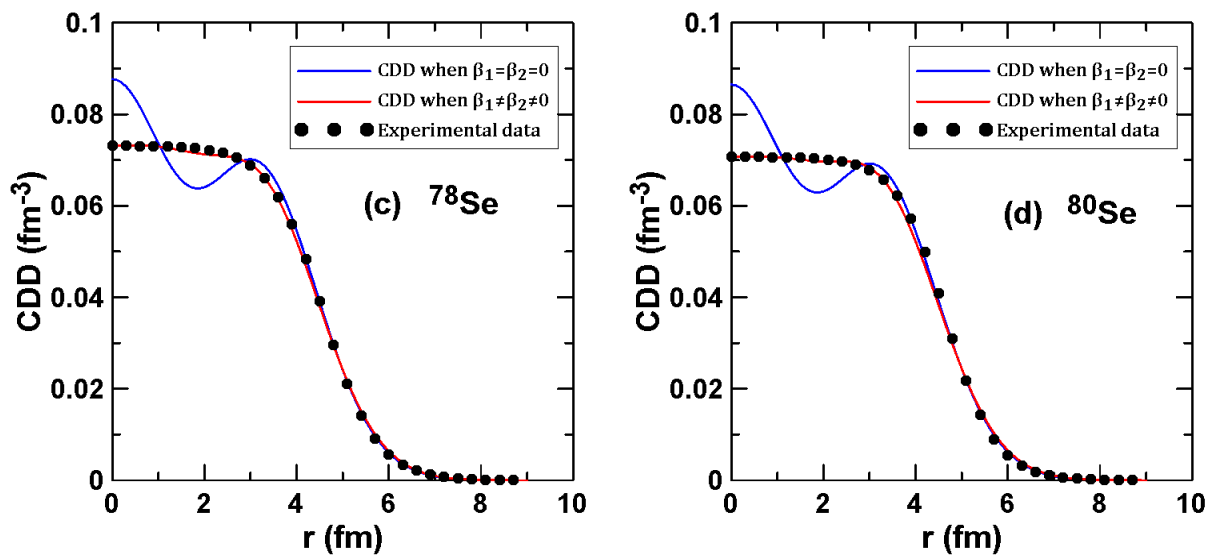 0.1
0.08
0.06
0.04
0.02
0
CDD (fm⁻³)
CDD when β₁=β₂=0
CDD when β₁≠β₂≠0
Experimental data
(c) ⁷⁸Se
0 2 4 6 8 10
r (fm)
0.1
0.08
0.06
0.04
0.02
0
CDD (fm⁻³)
CDD when β₁=β₂=0
CDD when β₁≠β₂≠0
Experimental data
(d) ⁸⁰Se
0 2 4 6 8 10
r (fm)